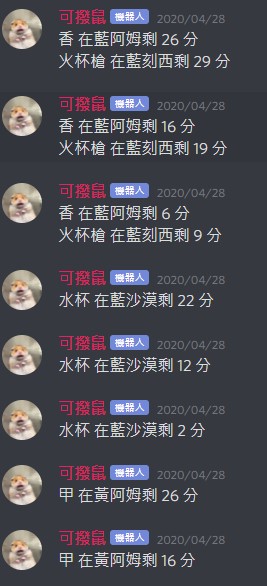 可撥鼠 機器人 2020/04/28
香 在藍阿姆剩 26 分
火杯槍 在藍刻西剩 29 分
可撥鼠 機器人 2020/04/28
香 在藍阿姆剩 16 分
火杯槍 在藍刻西剩 19 分
可撥鼠 機器人 2020/04/28
香 在藍阿姆剩 6 分
火杯槍 在藍刻西剩 9 分
可撥鼠 機器人 2020/04/28
水杯 在藍沙漠剩 22 分
可撥鼠 機器人 2020/04/28
水杯 在藍沙漠剩 12 分
可撥鼠 機器人 2020/04/28
水杯 在藍沙漠剩 2 分
可撥鼠 機器人 2020/04/28
甲 在黃阿姆剩 26 分
可撥鼠 機器人 2020/04/28
甲 在黃阿姆剩 16 分